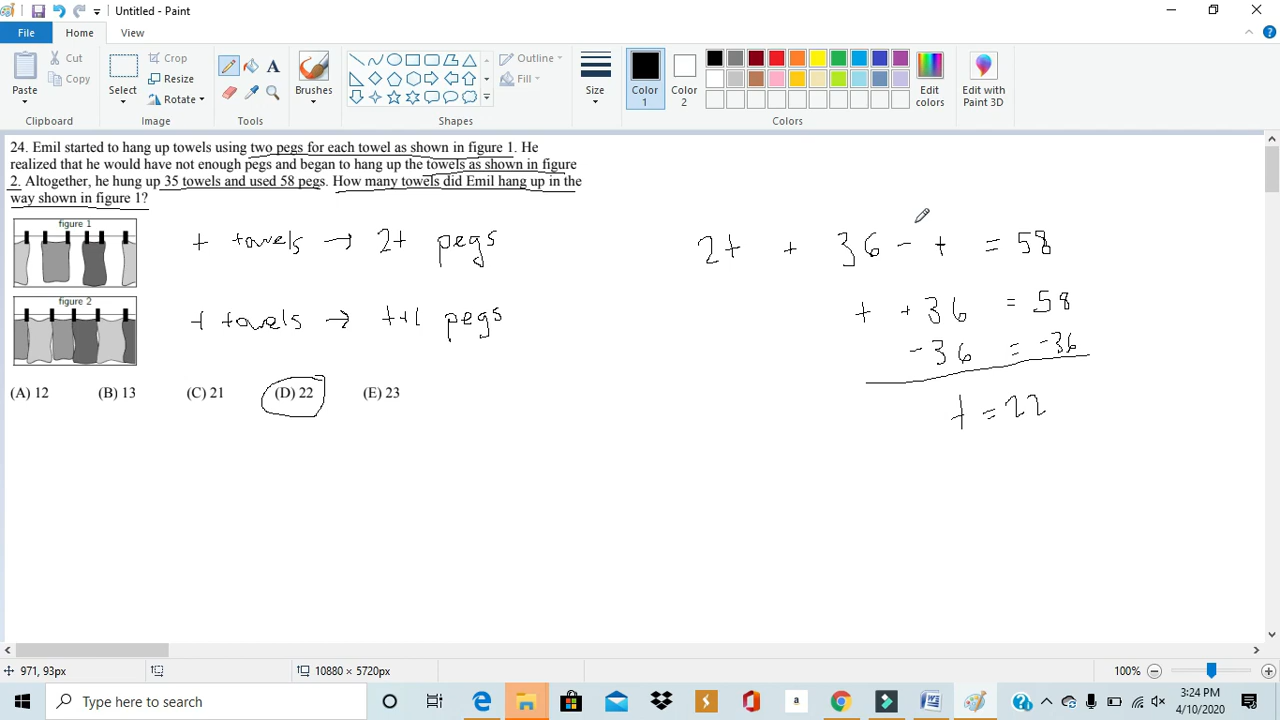 Untitled - Paint
File Home View
Paste
Cut
Copy
Clipboard
Select
Crop
Resize
Rotate
Image
Tools
Brushes
Outline
Fill
Shapes
Size
Color 1
Color 2
Edit colors
Edit with Paint 3D
Colors
24. Emil started to hang up towels using two pegs for each towel as shown in figure 1. He
realized that he would have not enough pegs and began to hang up the towels as shown in figure
2. Altogether, he hung up 35 towels and used 58 pegs. How many towels did Emil hang up in the
way shown in figure 1?
figure 1
t towels → 2t pegs
figure 2
t towels → t+1 pegs
(A) 12 (B) 13 (C) 21 (D) 22 (E) 23
2t + 36 - t = 58
t + 36 = 58
-36 = -36
t = 22
971, 93px
10880 × 5720px
100%
Type here to search
3:24 PM
4/10/2020